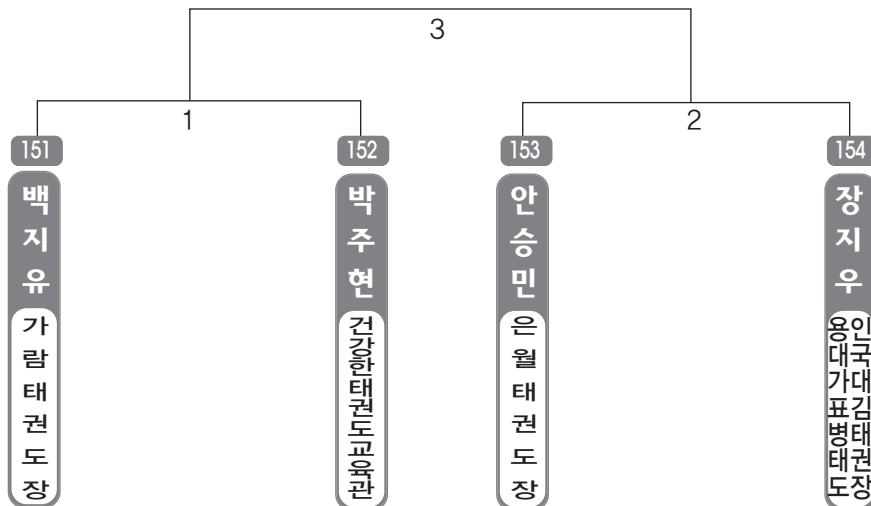 3
1
2
151
백지유
가람태권도장
152
박주현
건강한태권도교육관
153
안승민
은월태권도장
154
장지우
용인대국가대표김병태태권도장